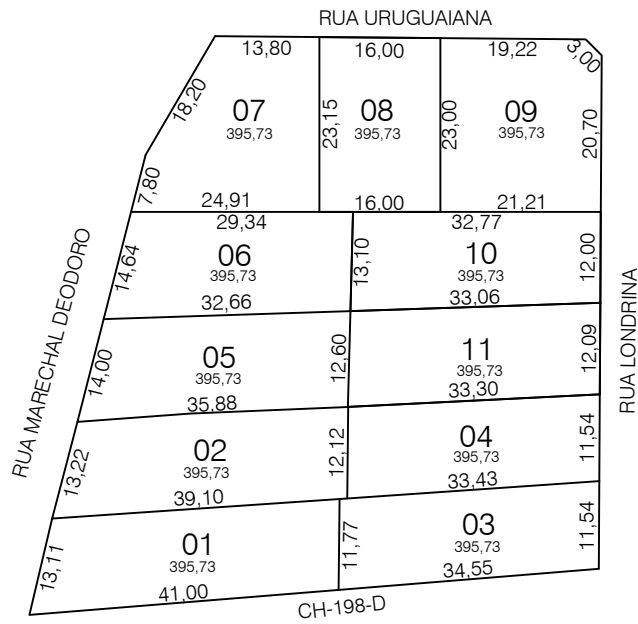 RUA URUGUAIANA
13,80 16,00 19,22 3,00
18,20
07 08 09
395,73 395,73 395,73
23,15 23,00 20,70
7,80
24,91 16,00 21,21
29,34 32,77
14,64
06 10
395,73 395,73
13,10 12,00
32,66 33,06
RUA MARECHAL DEODORO
RUA LONDRINA
14,00
05 11
395,73 395,73
12,60 12,09
35,88 33,30
13,22
02 04
395,73 395,73
12,12 11,54
39,10 33,43
13,11
01 03
395,73 395,73
11,77 11,54
41,00 34,55
CH-198-D